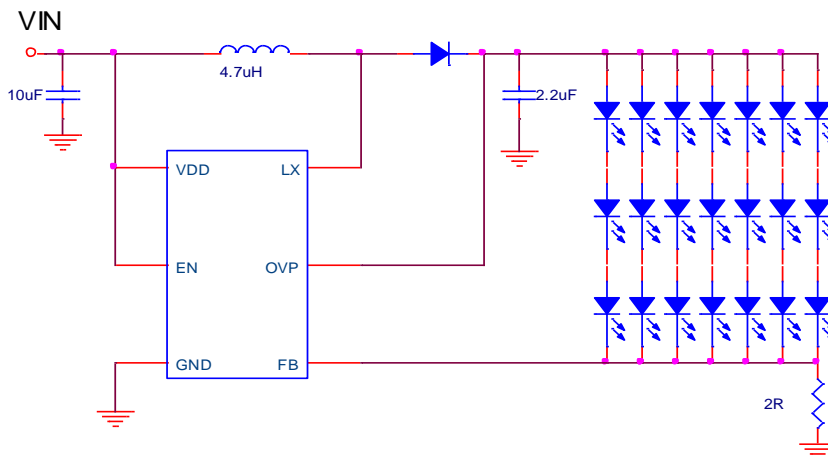 VIN
4.7uH
10uF
2.2uF
VDD LX
EN OVP
GND FB
2R